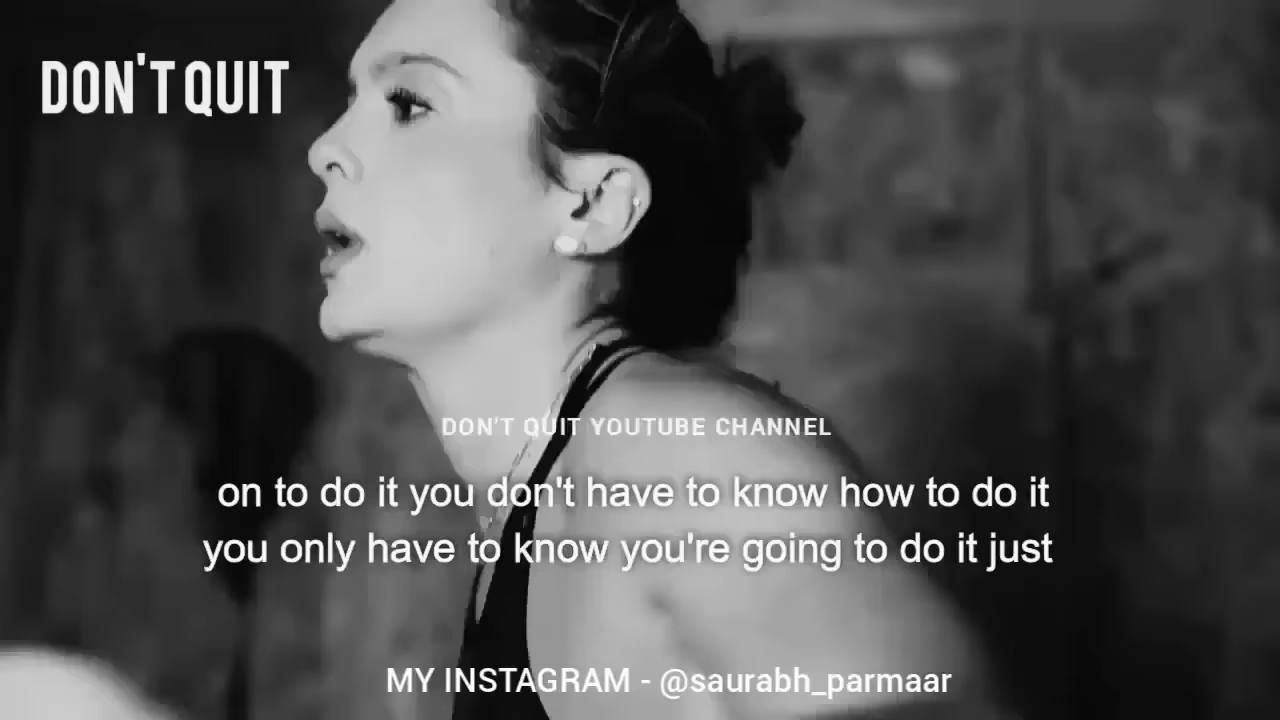 DON'T QUIT
DON'T QUIT YOUTUBE CHANNEL
on to do it you don't have to know how to do it
you only have to know you're going to do it just
MY INSTAGRAM - @saurabh_parmaar